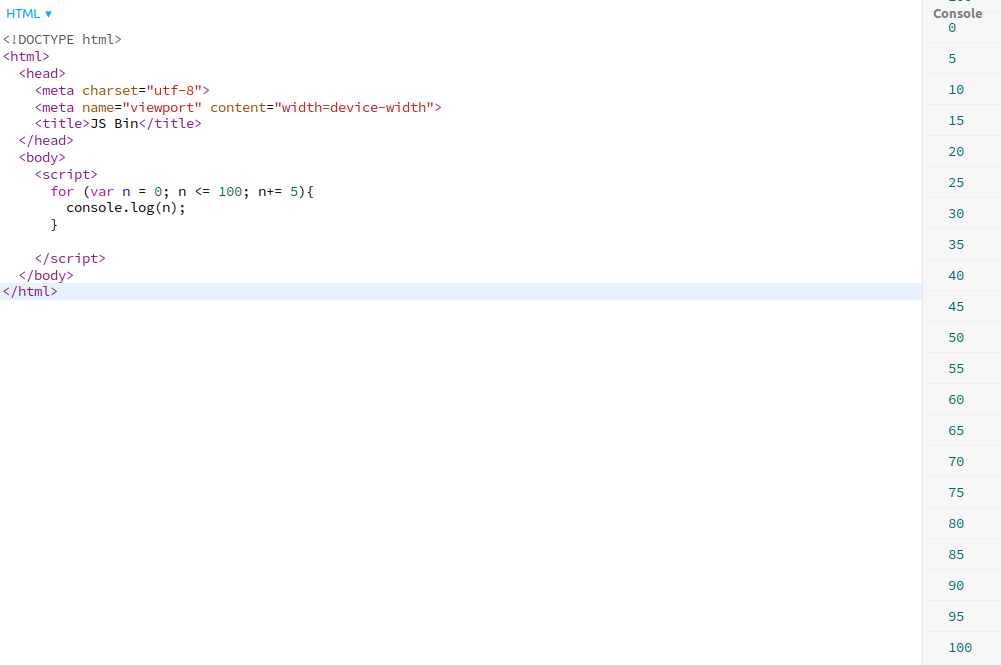 HTML ▾
<!DOCTYPE html>
<html>
  <head>
    <meta charset="utf-8">
    <meta name="viewport" content="width=device-width">
    <title>JS Bin</title>
  </head>
  <body>
    <script>
      for (var n = 0; n <= 100; n+= 5){
        console.log(n);
      }

    </script>
  </body>
</html>
Console
0
5
10
15
20
25
30
35
40
45
50
55
60
65
70
75
80
85
90
95
100